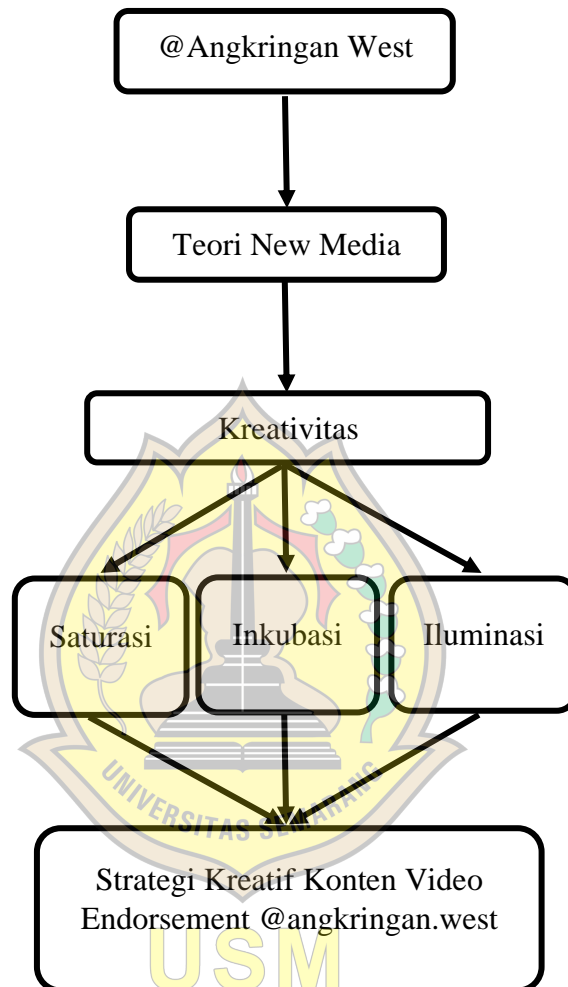 @Angkringan West
Teori New Media
Kreativitas
Saturasi
Inkubasi
Iluminasi
UNIVERSITAS SEMARANG
Strategi Kreatif Konten Video
Endorsement @angkringan.west
USM